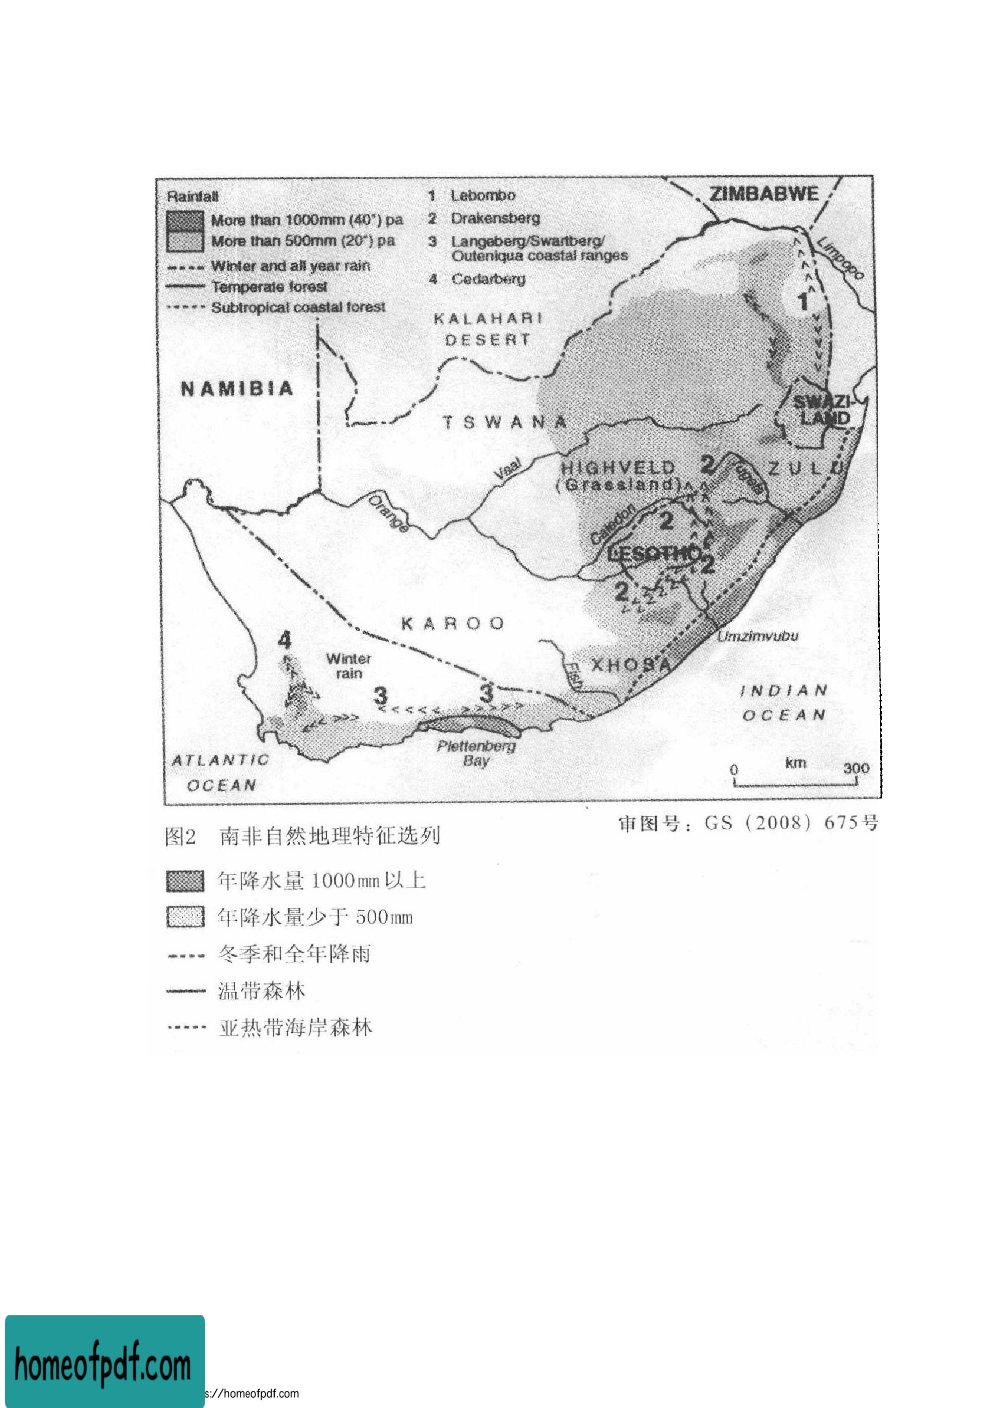 Rainfall
More than 1000mm (40") pa
More than 500mm (20") pa
Winter and all year rain
Temperate forest
Subtropical coastal forest
1 Lebombo
2 Drakensberg
3 Langeberg/Swartberg/
Outeniqua coastal ranges
4 Cedarberg
ZIMBABWE
Limpopo
1
KALAHARI
DESERT
NAMIBIA
TSWANA
SWAZI-
LAND
Vaal
HIGHVELD
(Grassland)
2
Tugela
ZULU
Orange
Caledon
2
LESOTHO
2
2
KAROO
Umzimvubu
4
Winter
rain
XHOSA
Fish
3
3
INDIAN
OCEAN
Plettenberg
Bay
ATLANTIC
OCEAN
0 km 300
图2 南非自然地理特征选列
审图号：GS（2008）675号
年降水量 1000mm 以上
年降水量少于 500mm
冬季和全年降雨
温带森林
亚热带海岸森林
homeofpdf.com
s://homeofpdf.com